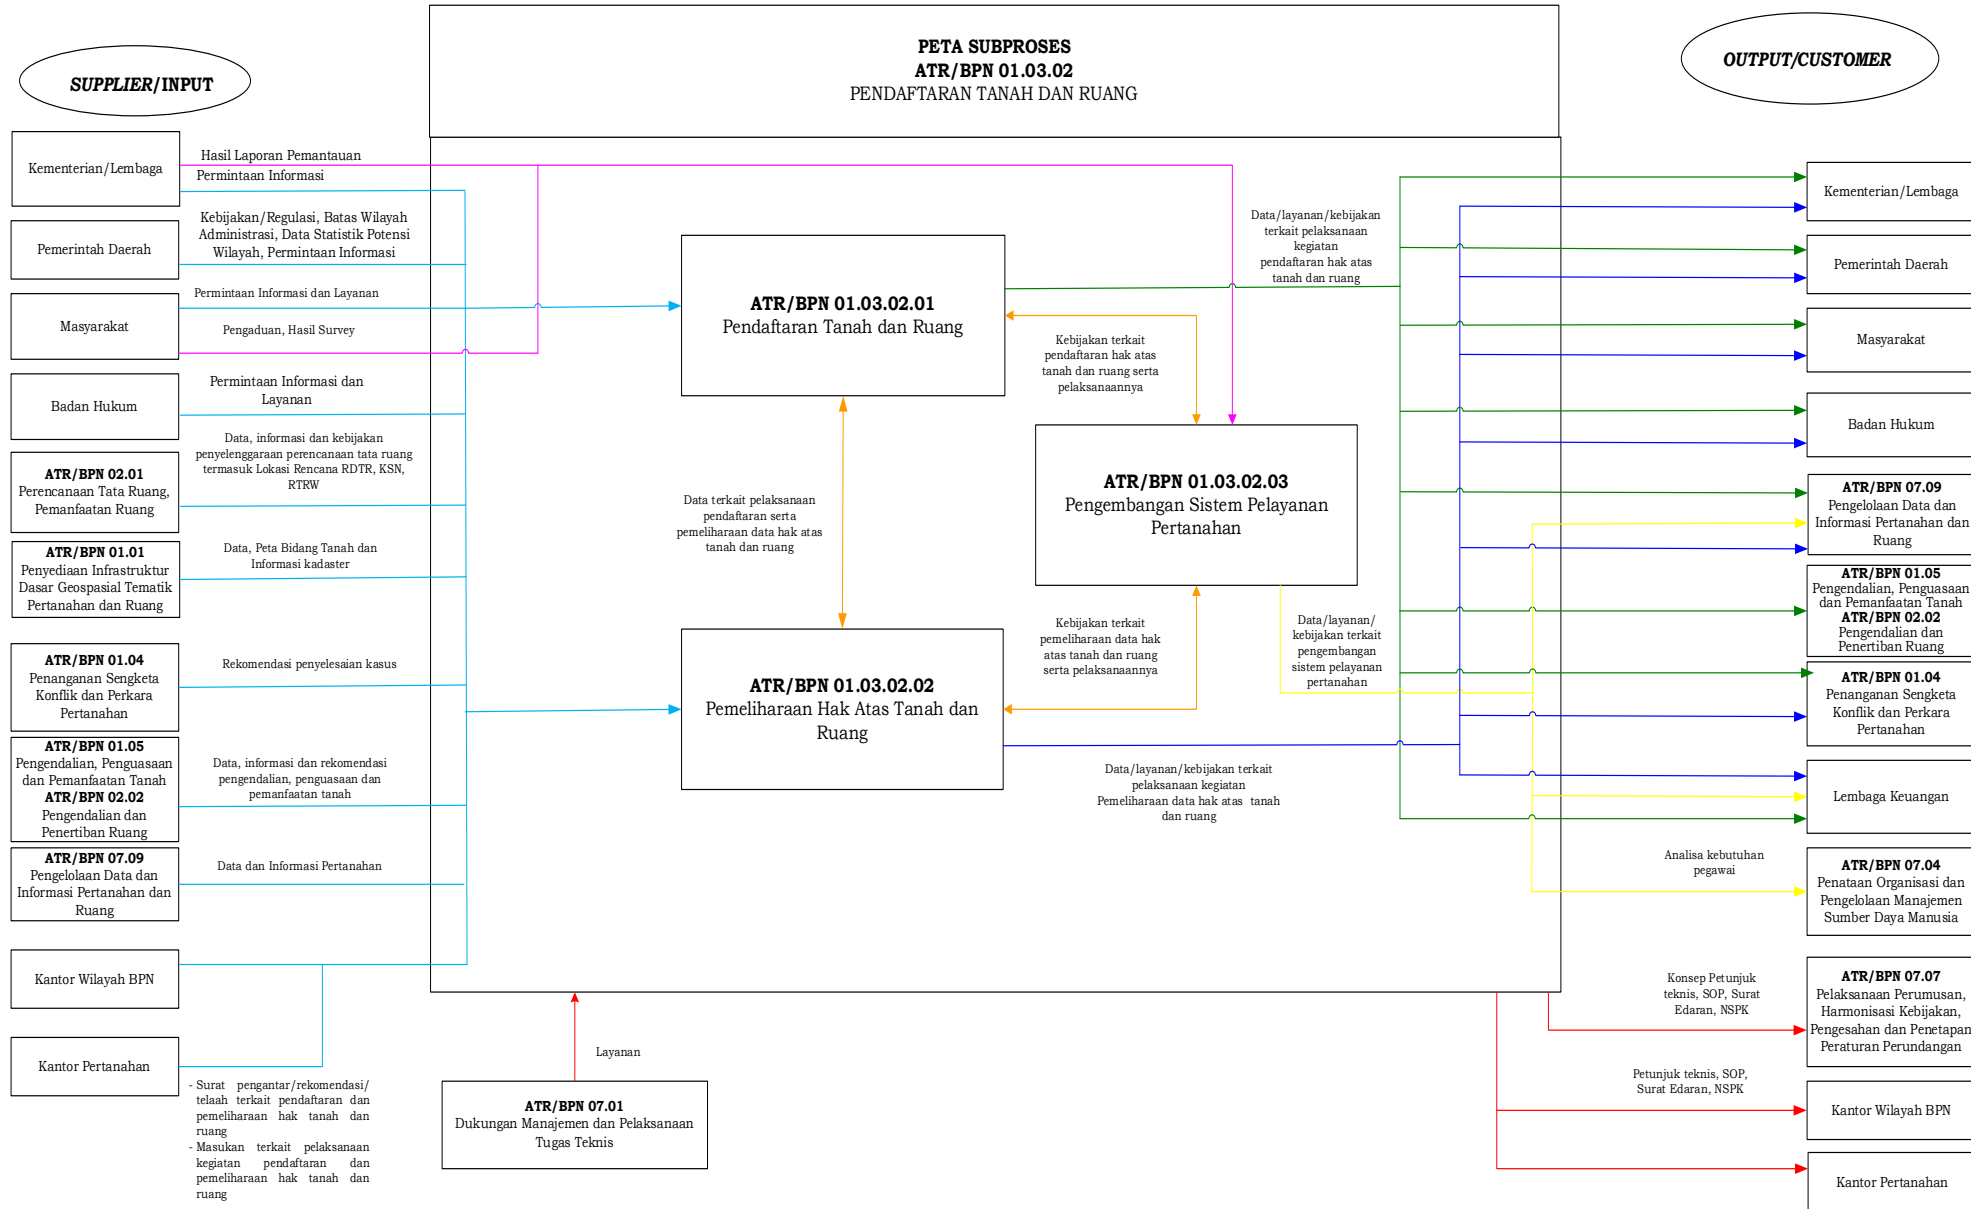 PETA SUBPROSES
ATR/BPN 01.03.02
PENDAFTARAN TANAH DAN RUANG
SUPPLIER/INPUT
OUTPUT/CUSTOMER
Kementerian/Lembaga
Hasil Laporan Pemantauan
Permintaan Informasi
Pemerintah Daerah
Kebijakan/Regulasi, Batas Wilayah
Administrasi, Data Statistik Potensi
Wilayah, Permintaan Informasi
Masyarakat
Permintaan Informasi dan Layanan
Pengaduan, Hasil Survey
Badan Hukum
Permintaan Informasi dan
Layanan
ATR/BPN 02.01
Perencanaan Tata Ruang,
Pemanfaatan Ruang
Data, informasi dan kebijakan
penyelenggaraan perencanaan tata ruang
termasuk Lokasi Rencana RDTR, KSN,
RTRW
ATR/BPN 01.01
Penyediaan Infrastruktur
Dasar Geospasial Tematik
Pertanahan dan Ruang
Data, Peta Bidang Tanah dan
Informasi kadaster
ATR/BPN 01.04
Penanganan Sengketa
Konflik dan Perkara
Pertanahan
Rekomendasi penyelesaian kasus
ATR/BPN 01.05
Pengendalian, Penguasaan
dan Pemanfaatan Tanah
ATR/BPN 02.02
Pengendalian dan
Penertiban Ruang
Data, informasi dan rekomendasi
pengendalian, penguasaan dan
pemanfaatan tanah
ATR/BPN 07.09
Pengelolaan Data dan
Informasi Pertanahan dan
Ruang
Data dan Informasi Pertanahan
Kantor Wilayah BPN
Kantor Pertanahan
- Surat pengantar/rekomendasi/
telaah terkait pendaftaran dan
pemeliharaan hak tanah dan
ruang
- Masukan terkait pelaksanaan
kegiatan pendaftaran dan
pemeliharaan hak tanah dan
ruang
ATR/BPN 01.03.02.01
Pendaftaran Tanah dan Ruang
Kebijakan terkait
pendaftaran hak atas
tanah dan ruang serta
pelaksanaannya
Data/layanan/kebijakan
terkait pelaksanaan
kegiatan
pendaftaran hak atas
tanah dan ruang
ATR/BPN 01.03.02.03
Pengembangan Sistem Pelayanan
Pertanahan
Data terkait pelaksanaan
pendaftaran serta
pemeliharaan data hak atas
tanah dan ruang
ATR/BPN 01.03.02.02
Pemeliharaan Hak Atas Tanah dan
Ruang
Kebijakan terkait
pemeliharaan data hak
atas tanah dan ruang
serta pelaksanaannya
Data/layanan/
kebijakan terkait
pengembangan
sistem pelayanan
pertanahan
Data/layanan/kebijakan terkait
pelaksanaan kegiatan
Pemeliharaan data hak atas tanah
dan ruang
Layanan
ATR/BPN 07.01
Dukungan Manajemen dan Pelaksanaan
Tugas Teknis
Kementerian/Lembaga
Pemerintah Daerah
Masyarakat
Badan Hukum
ATR/BPN 07.09
Pengelolaan Data dan
Informasi Pertanahan dan
Ruang
ATR/BPN 01.05
Pengendalian, Penguasaan
dan Pemanfaatan Tanah
ATR/BPN 02.02
Pengendalian dan
Penertiban Ruang
ATR/BPN 01.04
Penanganan Sengketa
Konflik dan Perkara
Pertanahan
Lembaga Keuangan
Analisa kebutuhan
pegawai
ATR/BPN 07.04
Penataan Organisasi dan
Pengelolaan Manajemen
Sumber Daya Manusia
Konsep Petunjuk
teknis, SOP, Surat
Edaran, NSPK
ATR/BPN 07.07
Pelaksanaan Perumusan,
Harmonisasi Kebijakan,
Pengesahan dan Penetapan
Peraturan Perundangan
Petunjuk teknis, SOP,
Surat Edaran, NSPK
Kantor Wilayah BPN
Kantor Pertanahan